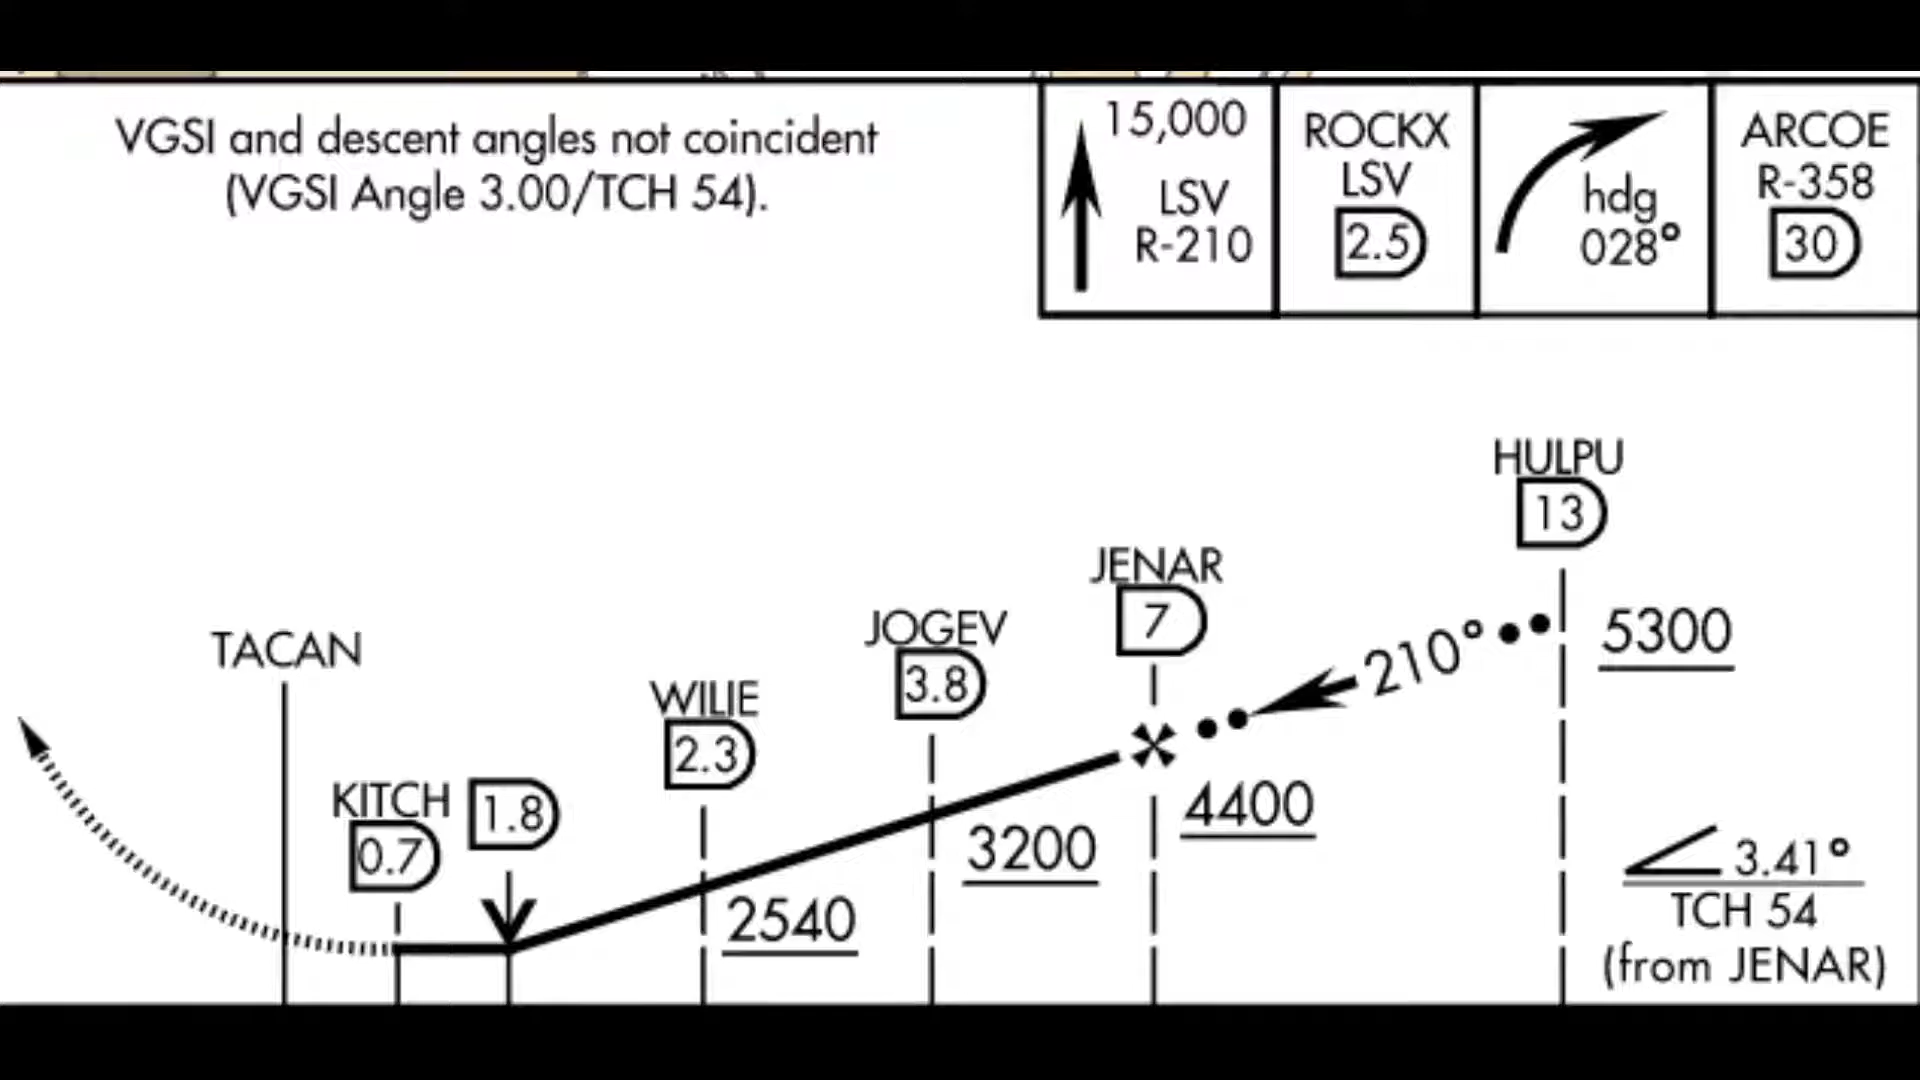 VGSI and descent angles not coincident
(VGSI Angle 3.00/TCH 54).
15,000
LSV
R-210
ROCKX
LSV
2.5
hdg
028°
ARCOE
R-358
30
HULPU
13
5300
JENAR
7
210°
4400
JOGEV
3.8
3200
TACAN
WILIE
2.3
2540
KITCH
0.7
1.8
3.41°
TCH 54
(from JENAR)